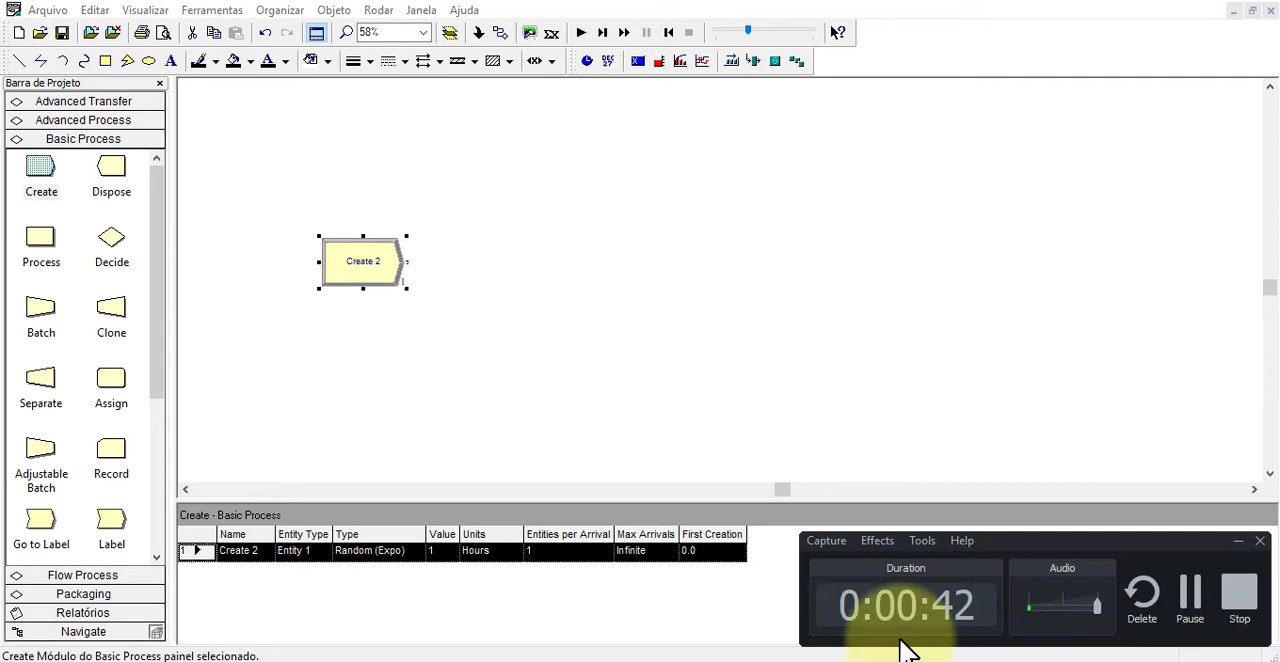 Arquivo Editar Visualizar Ferramentas Organizar Objeto Rodar Janela Ajuda
58%
Barra de Projeto
Advanced Transfer
Advanced Process
Basic Process
Create Dispose
Process Decide
Batch Clone
Separate Assign
Adjustable Batch Record
Go to Label Label
Flow Process
Packaging
Relatórios
Navigate
Create 2
Create - Basic Process
Name Entity Type Type Value Units Entities per Arrival Max Arrivals First Creation
1 Create 2 Entity 1 Random (Expo) 1 Hours 1 Infinite 0.0
Capture Effects Tools Help
Duration Audio
0:00:42
Delete Pause Stop
Create Módulo do Basic Process painel selecionado.